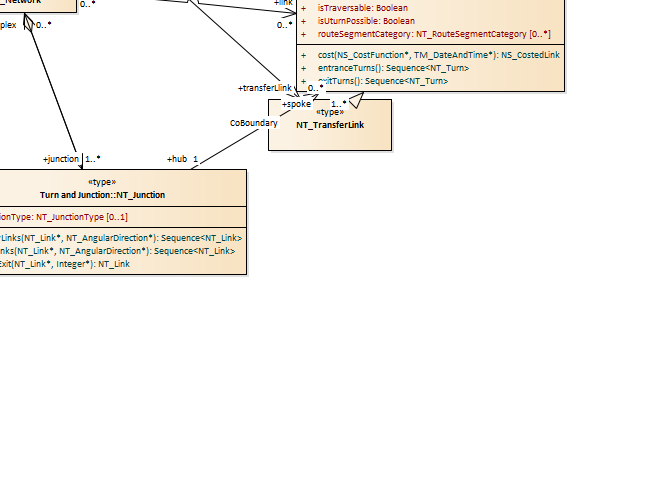 Network
0..*
+link
0..*
plex
0..*
+ isTraversable: Boolean
+ isUturnPossible: Boolean
+ routeSegmentCategory: NT_RouteSegmentCategory [0..*]
+ cost(NS_CostFunction*, TM_DateAndTime*): NS_CostedLink
+ entranceTurns(): Sequence<NT_Turn>
+ exitTurns(): Sequence<NT_Turn>
+transferLink
0..*
+spoke
1..*
«type»
NT_TransferLink
CoBoundary
+junction
1..*
+hub 1
«type»
Turn and Junction::NT_Junction
ionType: NT_JunctionType [0..1]
Links(NT_Link*, NT_AngularDirection*): Sequence<NT_Link>
nks(NT_Link*, NT_AngularDirection*): Sequence<NT_Link>
Exit(NT_Link*, Integer*): NT_Link